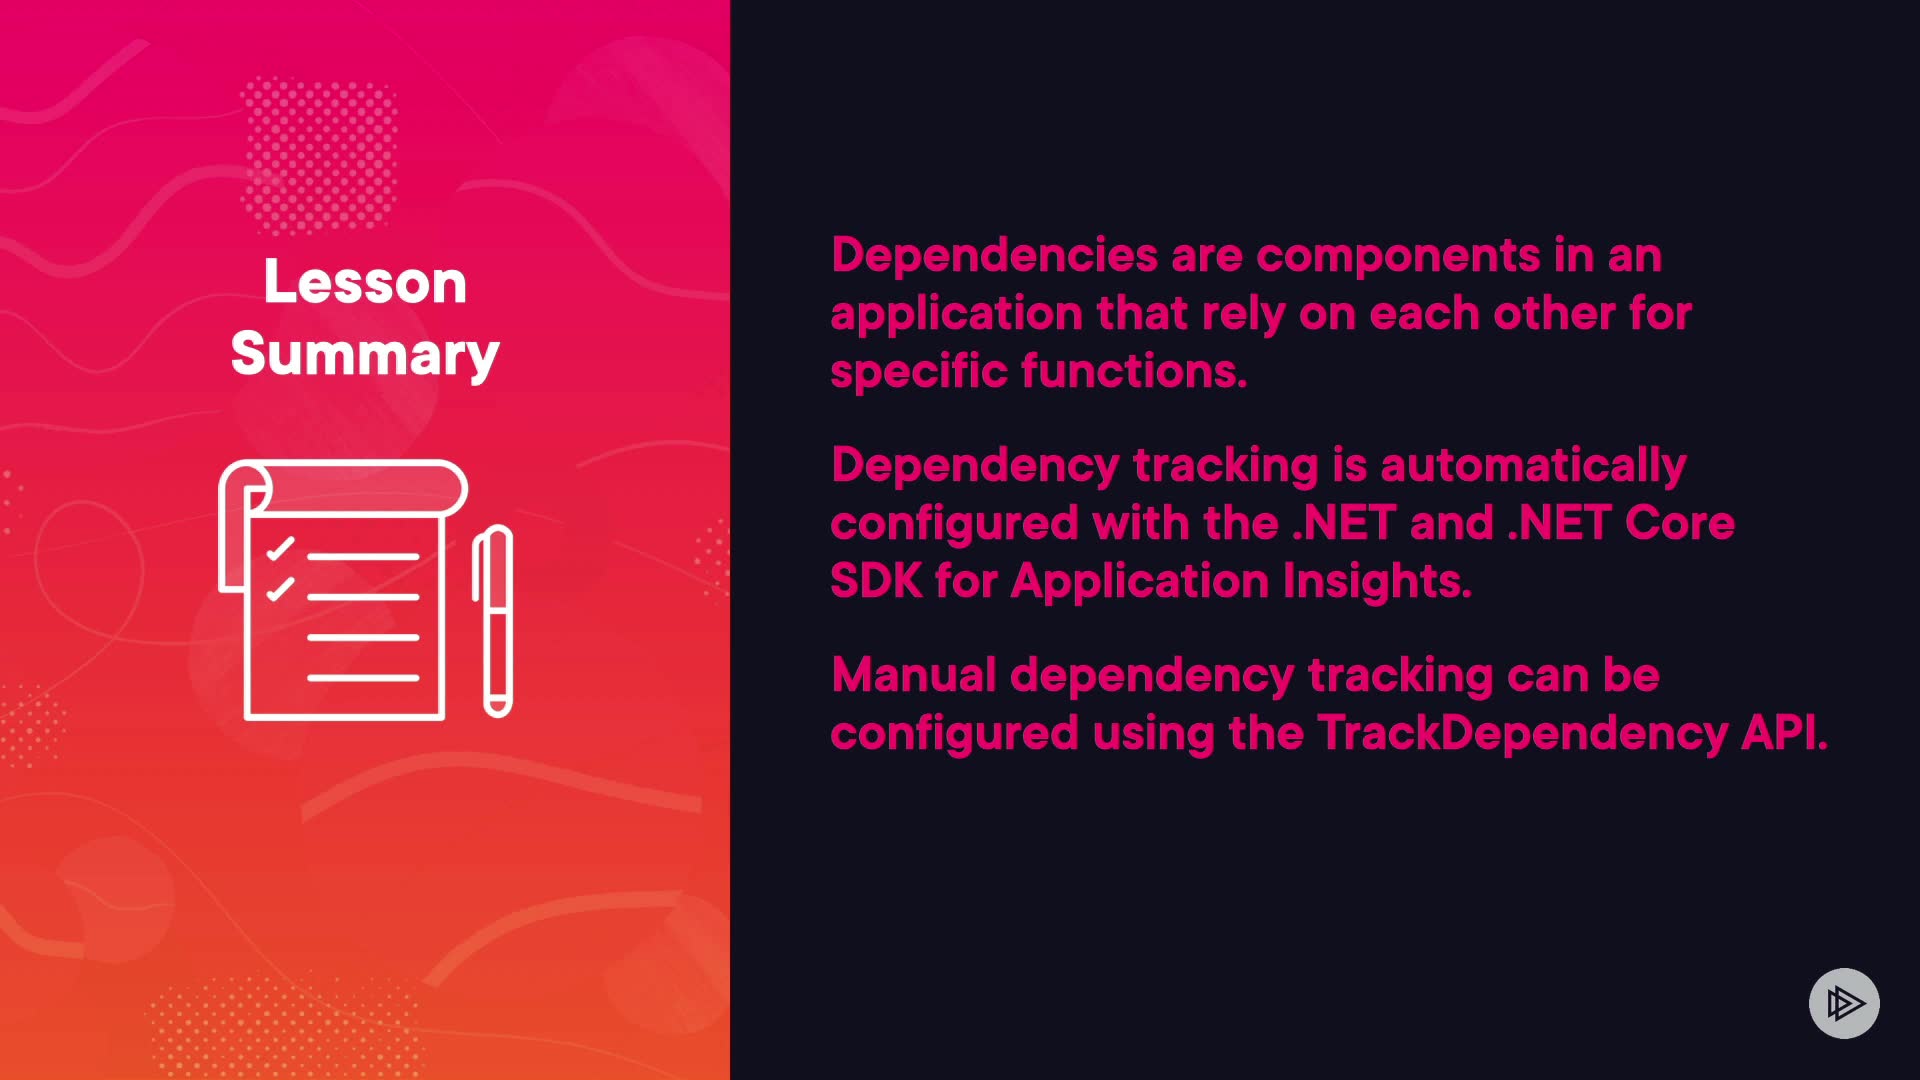 Lesson
Summary
Dependencies are components in an
application that rely on each other for
specific functions.
Dependency tracking is automatically
configured with the .NET and .NET Core
SDK for Application Insights.
Manual dependency tracking can be
configured using the TrackDependency API.